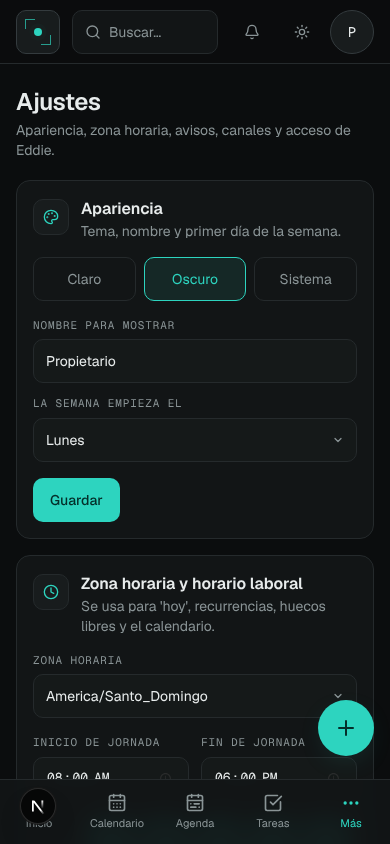 Buscar...
P
Ajustes
Apariencia, zona horaria, avisos, canales y acceso de
Eddie.
Apariencia
Tema, nombre y primer día de la semana.
Claro
Oscuro
Sistema
NOMBRE PARA MOSTRAR
Propietario
LA SEMANA EMPIEZA EL
Lunes
Guardar
Zona horaria y horario laboral
Se usa para 'hoy', recurrencias, huecos
libres y el calendario.
ZONA HORARIA
America/Santo_Domingo
INICIO DE JORNADA
FIN DE JORNADA
08:00 AM
06:00 PM
N
Inicio
Calendario
Agenda
Tareas
Más